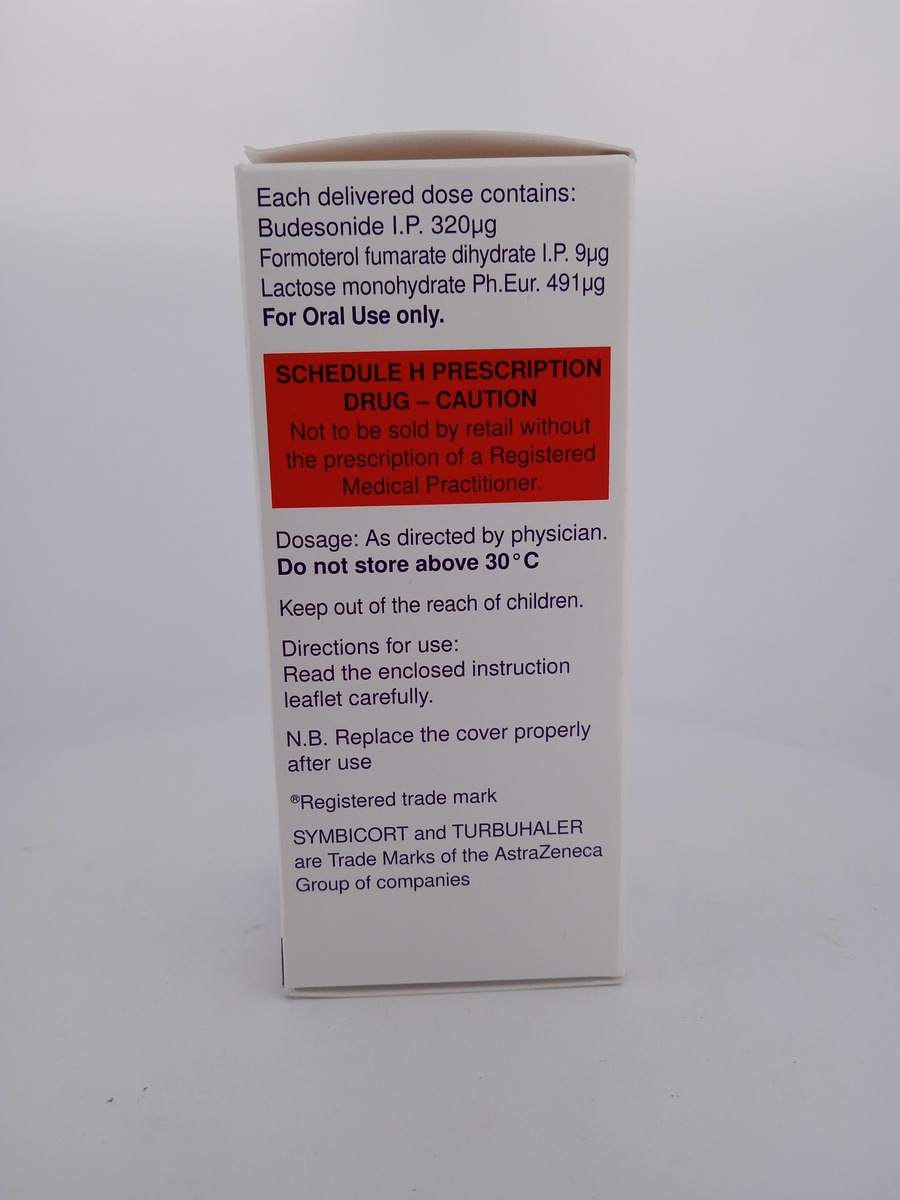 Each delivered dose contains:
Budesonide I.P. 320µg
Formoterol fumarate dihydrate I.P. 9µg
Lactose monohydrate Ph.Eur. 491µg
For Oral Use only.
SCHEDULE H PRESCRIPTION
DRUG – CAUTION
Not to be sold by retail without
the prescription of a Registered
Medical Practitioner.
Dosage: As directed by physician.
Do not store above 30°C
Keep out of the reach of children.
Directions for use:
Read the enclosed instruction
leaflet carefully.
N.B. Replace the cover properly
after use
®Registered trade mark
SYMBICORT and TURBUHALER
are Trade Marks of the AstraZeneca
Group of companies